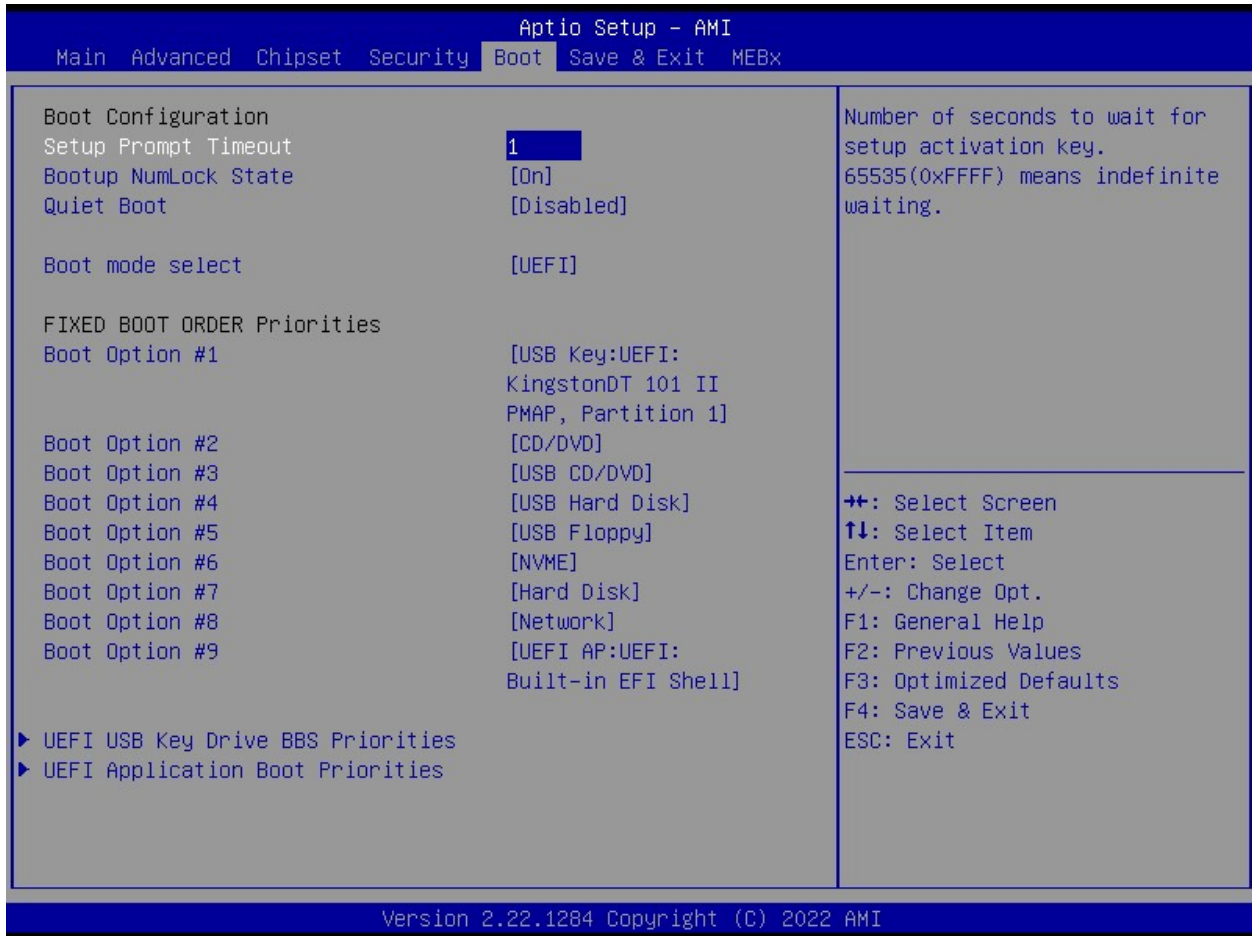 Aptio Setup – AMI
Main Advanced Chipset Security Boot Save & Exit MEBx
Boot Configuration
Setup Prompt Timeout 1
Bootup NumLock State [On]
Quiet Boot [Disabled]
Boot mode select [UEFI]
FIXED BOOT ORDER Priorities
Boot Option #1 [USB Key:UEFI:
KingstonDT 101 II
PMAP, Partition 1]
Boot Option #2 [CD/DVD]
Boot Option #3 [USB CD/DVD]
Boot Option #4 [USB Hard Disk]
Boot Option #5 [USB Floppy]
Boot Option #6 [NVME]
Boot Option #7 [Hard Disk]
Boot Option #8 [Network]
Boot Option #9 [UEFI AP:UEFI:
Built-in EFI Shell]
▶ UEFI USB Key Drive BBS Priorities
▶ UEFI Application Boot Priorities
Number of seconds to wait for
setup activation key.
65535(0xFFFF) means indefinite
waiting.
→←: Select Screen
↑↓: Select Item
Enter: Select
+/-: Change Opt.
F1: General Help
F2: Previous Values
F3: Optimized Defaults
F4: Save & Exit
ESC: Exit
Version 2.22.1284 Copyright (C) 2022 AMI